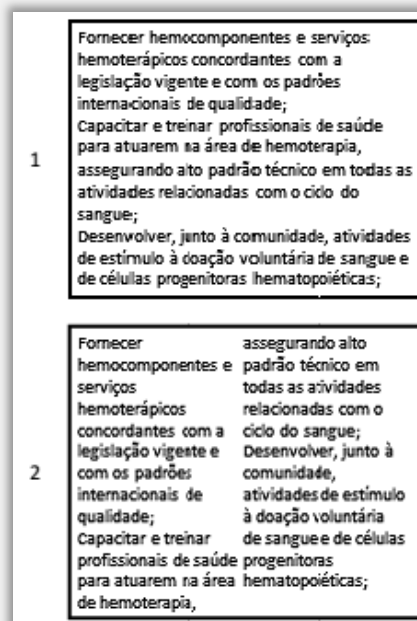 1
Fornecer hemocomponentes e serviços
hemoterápicos concordantes com a
legislação vigente e com os padrões
internacionais de qualidade;
Capacitar e treinar profissionais de saúde
para atuarem na área de hemoterapia,
assegurando alto padrão técnico em todas as
atividades relacionadas com o ciclo do
sangue;
Desenvolver, junto à comunidade, atividades
de estímulo à doação voluntária de sangue e
de células progenitoras hematopoiéticas;
2
Fornecer
hemocomponentes e
serviços
hemoterápicos
concordantes com a
legislação vigente e
com os padrões
internacionais de
qualidade;
Capacitar e treinar
profissionais de saúde
para atuarem na área
de hemoterapia,
assegurando alto
padrão técnico em
todas as atividades
relacionadas com o
ciclo do sangue;
Desenvolver, junto à
comunidade,
atividades de estímulo
à doação voluntária
de sangue e de células
progenitoras
hematopoiéticas;